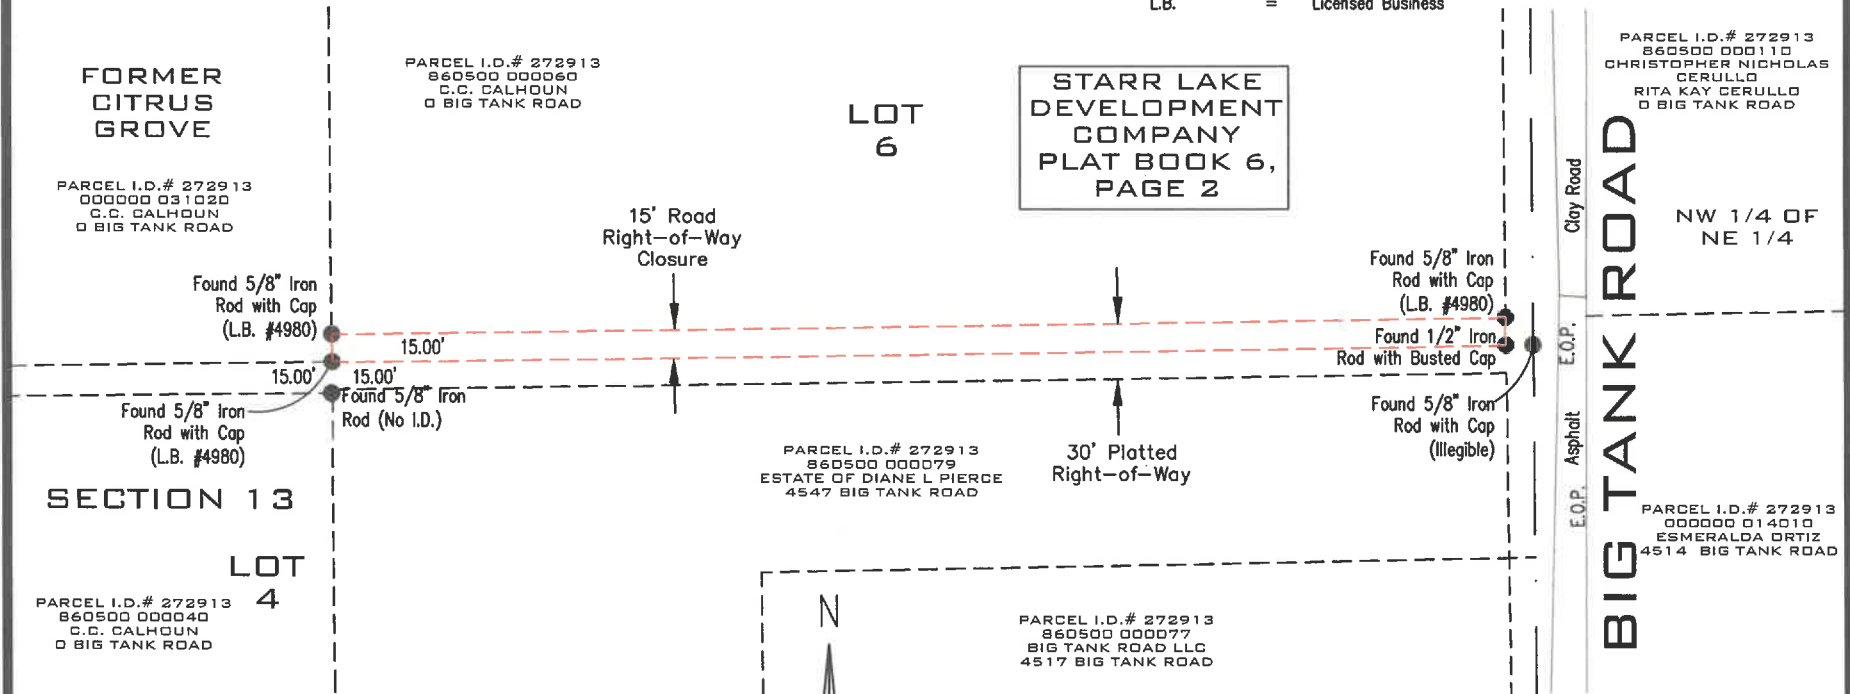 L.B. = Licensed Business
FORMER
CITRUS
GROVE
PARCEL I.D.# 272913
000000 031020
C.C. CALHOUN
0 BIG TANK ROAD
PARCEL I.D.# 272913
860500 000060
C.C. CALHOUN
0 BIG TANK ROAD
LOT
6
STARR LAKE
DEVELOPMENT
COMPANY
PLAT BOOK 6,
PAGE 2
PARCEL I.D.# 272913
860500 000110
CHRISTOPHER NICHOLAS
CERULLO
RITA KAY CERULLO
0 BIG TANK ROAD
NW 1/4 OF
NE 1/4
Clay Road
BIG TANK ROAD
15' Road
Right-of-Way
Closure
Found 5/8" Iron
Rod with Cap
(L.B. #4980)
Found 5/8" Iron
Rod with Cap
(L.B. #4980)
Found 1/2" Iron
Rod with Busted Cap
15.00'
15.00'
15.00'
Found 5/8" Iron
Rod (No I.D.)
Found 5/8" Iron
Rod with Cap
(L.B. #4980)
Found 5/8" Iron
Rod with Cap
(Illegible)
E.O.P.
Asphalt
E.O.P.
30' Platted
Right-of-Way
PARCEL I.D.# 272913
860500 000079
ESTATE OF DIANE L PIERCE
4547 BIG TANK ROAD
SECTION 13
LOT
4
PARCEL I.D.# 272913
860500 000040
C.C. CALHOUN
0 BIG TANK ROAD
N
PARCEL I.D.# 272913
860500 000077
BIG TANK ROAD LLC
4517 BIG TANK ROAD
PARCEL I.D.# 272913
000000 014010
ESMERALDA ORTIZ
4514 BIG TANK ROAD